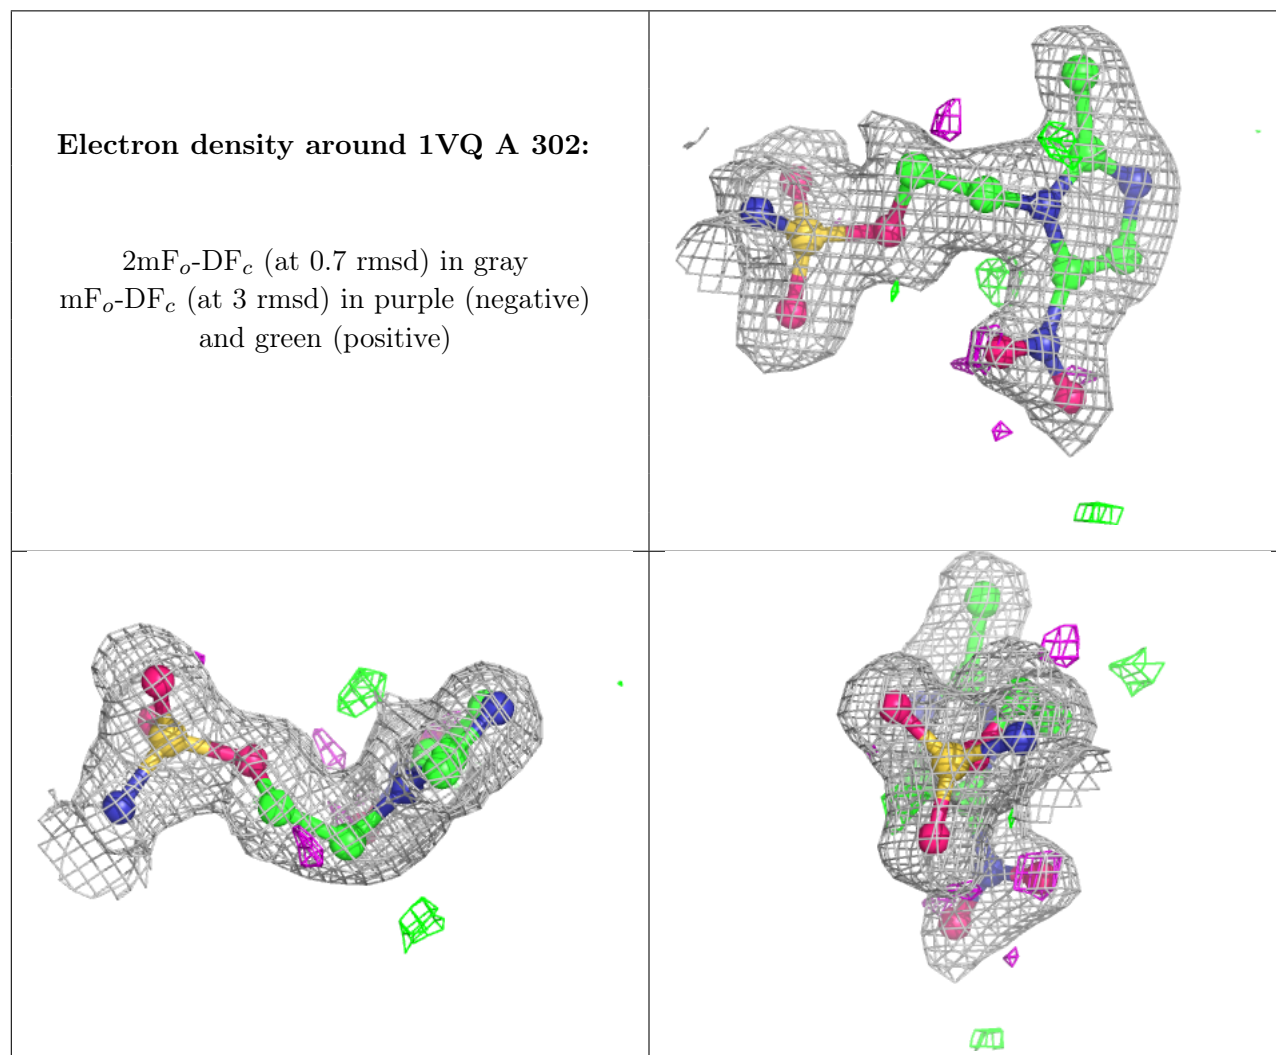 Electron density around 1VQ A 302:
2mFo-DFc (at 0.7 rmsd) in gray
mFo-DFc (at 3 rmsd) in purple (negative)
and green (positive)